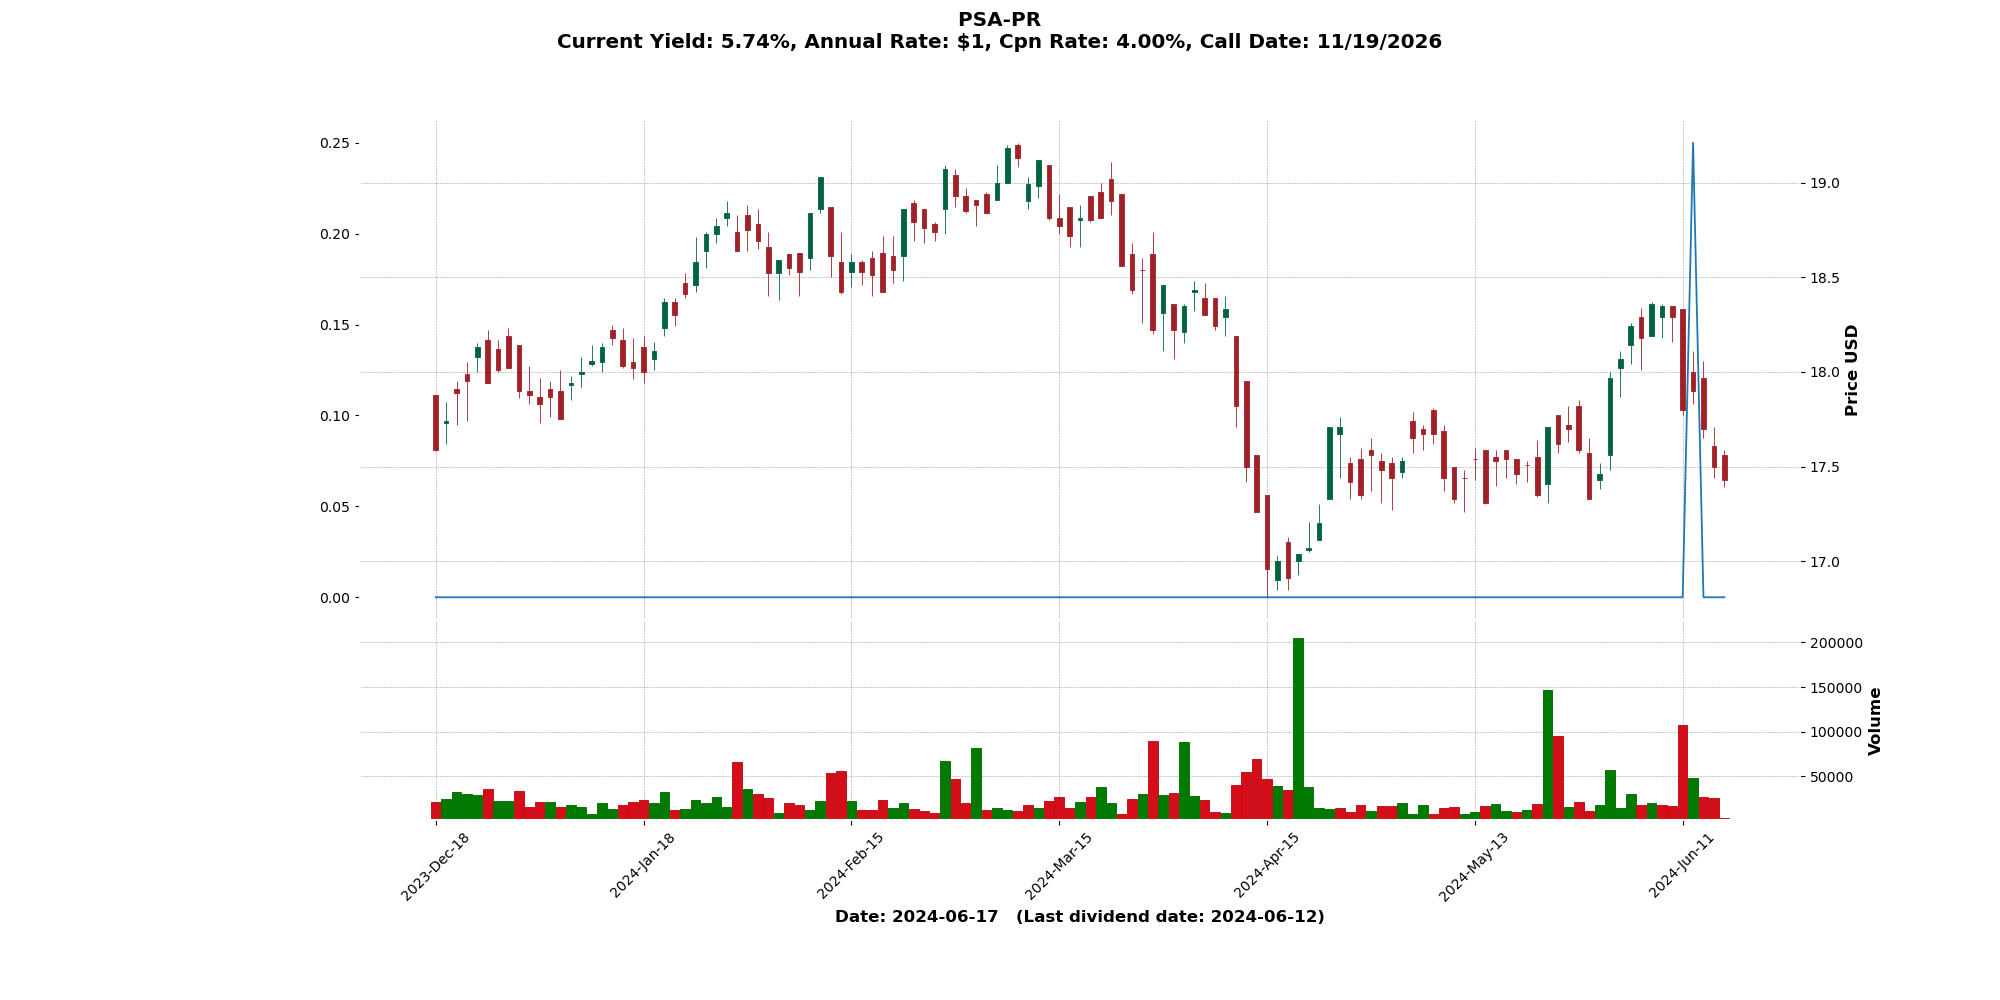 PSA-PR
Current Yield: 5.74%, Annual Rate: $1, Cpn Rate: 4.00%, Call Date: 11/19/2026
0.25
0.20
0.15
0.10
0.05
0.00
19.0
18.5
18.0
17.5
17.0
Price USD
200000
150000
100000
50000
Volume
2023-Dec-18
2024-Jan-18
2024-Feb-15
2024-Mar-15
2024-Apr-15
2024-May-13
2024-Jun-11
Date: 2024-06-17 (Last dividend date: 2024-06-12)